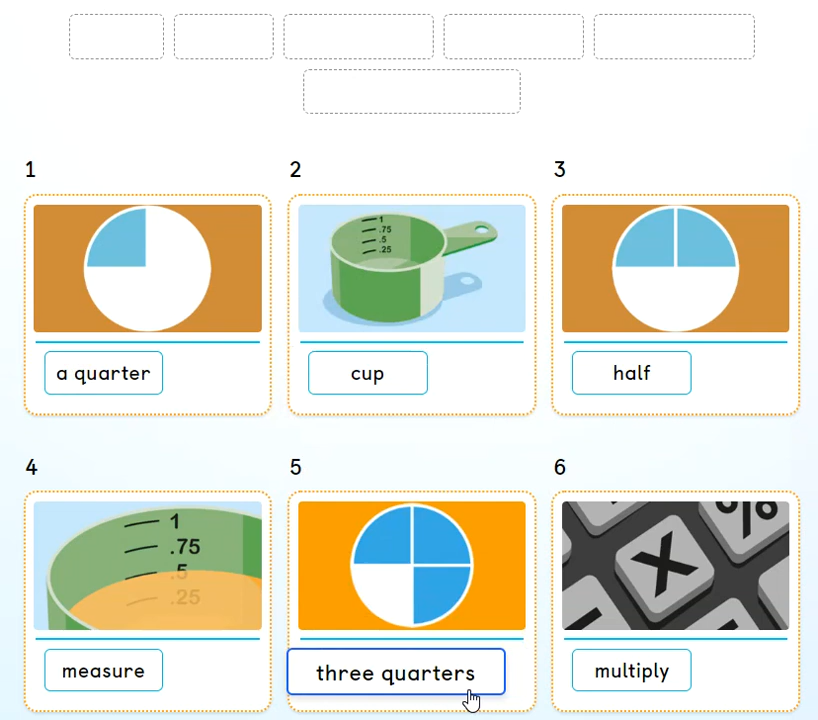 1
2
3
1
.75
.5
.25
a quarter
cup
half
4
5
6
1
.75
.5
.25
X
%
measure
three quarters
multiply